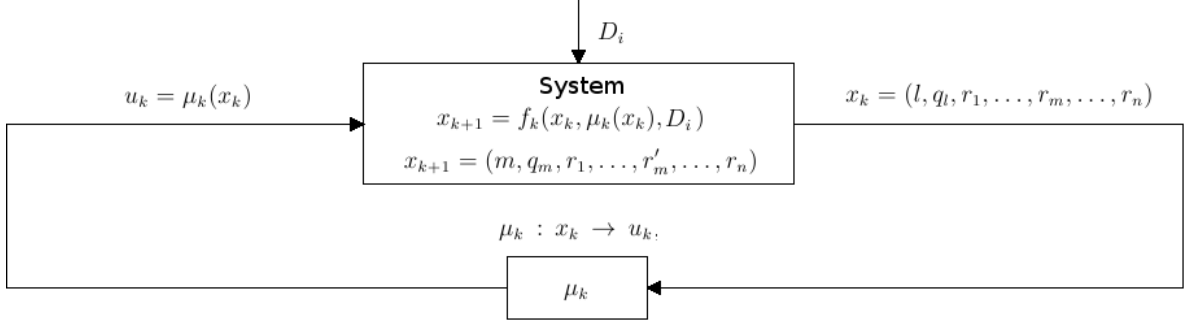 D_i
u_k = μ_k(x_k)
System
x_k = (l, q_l, r_1, . . . , r_m, . . . , r_n)
x_{k+1} = f_k(x_k, μ_k(x_k), D_i)
x_{k+1} = (m, q_m, r_1, . . . , r'_m, . . . , r_n)
μ_k : x_k → u_k,
μ_k